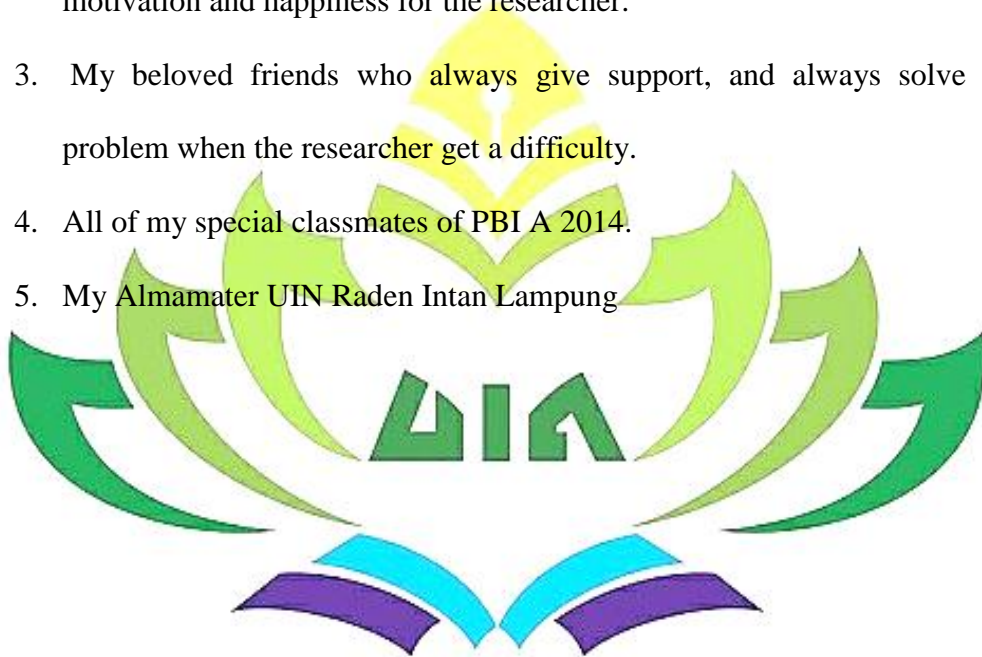 motivation and happiness for the researcher.
3. My beloved friends who always give support, and always solve
problem when the researcher get a difficulty.
4. All of my special classmates of PBI A 2014.
5. My Almamater UIN Raden Intan Lampung
UIN